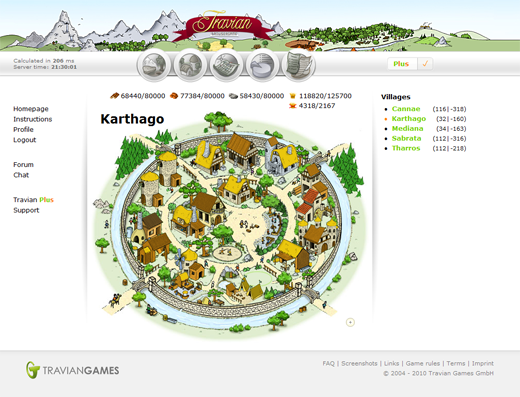 Travian
Calculated in 206 ms
Server time: 21:30:01
Plus
68440/80000 77384/80000 58430/80000 118820/125700
4318/2167
Karthago
Homepage
Instructions
Profile
Logout
Forum
Chat
Travian Plus
Support
Villages
Cannae (116|-318)
Karthago (32|-160)
Mediana (34|-163)
Sabrata (112|-219)
Tharros (112|-218)
TRAVIANGAMES
FAQ | Screenshots | Links | Game rules | Terms | Imprint
© 2004 - 2010 Travian Games GmbH